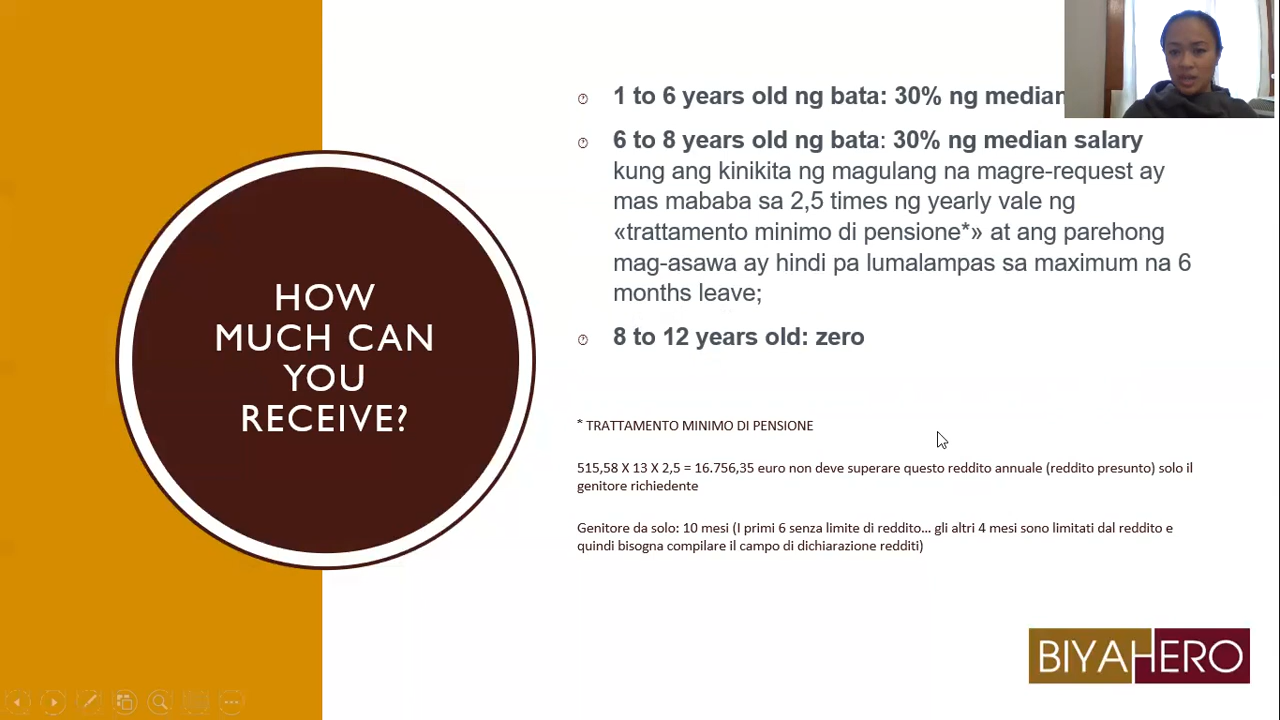 HOW
MUCH CAN
YOU
RECEIVE?
1 to 6 years old ng bata: 30% ng median
6 to 8 years old ng bata: 30% ng median salary
kung ang kinikita ng magulang na magre-request ay
mas mababa sa 2,5 times ng yearly vale ng
«trattamento minimo di pensione*» at ang parehong
mag-asawa ay hindi pa lumalampas sa maximum na 6
months leave;
8 to 12 years old: zero
* TRATTAMENTO MINIMO DI PENSIONE
515,58 X 13 X 2,5 = 16.756,35 euro non deve superare questo reddito annuale (reddito presunto) solo il
genitore richiedente
Genitore da solo: 10 mesi (I primi 6 senza limite di reddito... gli altri 4 mesi sono limitati dal reddito e
quindi bisogna compilare il campo di dichiarazione redditi)
BIYAHERO